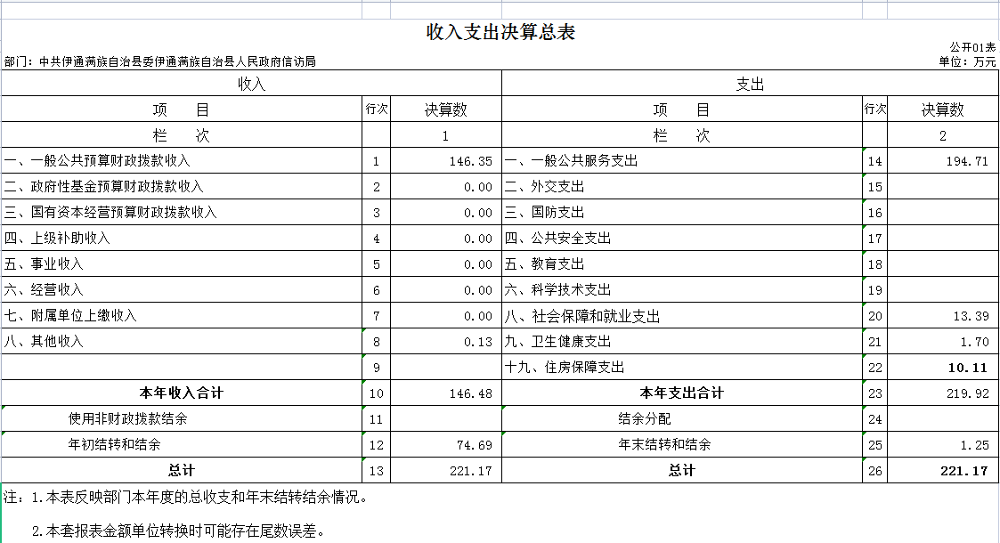 收入支出决算总表
公开01表
部门：中共伊通满族自治县委伊通满族自治县人民政府信访局 单位：万元
收入 支出
项 目 行次 决算数 项 目 行次 决算数
栏 次 1 栏 次 2
一、一般公共预算财政拨款收入 1 146.35 一、一般公共服务支出 14 194.71
二、政府性基金预算财政拨款收入 2 0.00 二、外交支出 15
三、国有资本经营预算财政拨款收入 3 0.00 三、国防支出 16
四、上级补助收入 4 0.00 四、公共安全支出 17
五、事业收入 5 0.00 五、教育支出 18
六、经营收入 6 0.00 六、科学技术支出 19
七、附属单位上缴收入 7 0.00 八、社会保障和就业支出 20 13.39
八、其他收入 8 0.13 九、卫生健康支出 21 1.70
9 十九、住房保障支出 22 10.11
本年收入合计 10 146.48 本年支出合计 23 219.92
使用非财政拨款结余 11 结余分配 24
年初结转和结余 12 74.69 年末结转和结余 25 1.25
总计 13 221.17 总计 26 221.17
注：1.本表反映部门本年度的总收支和年末结转结余情况。
2.本套报表金额单位转换时可能存在尾数误差。